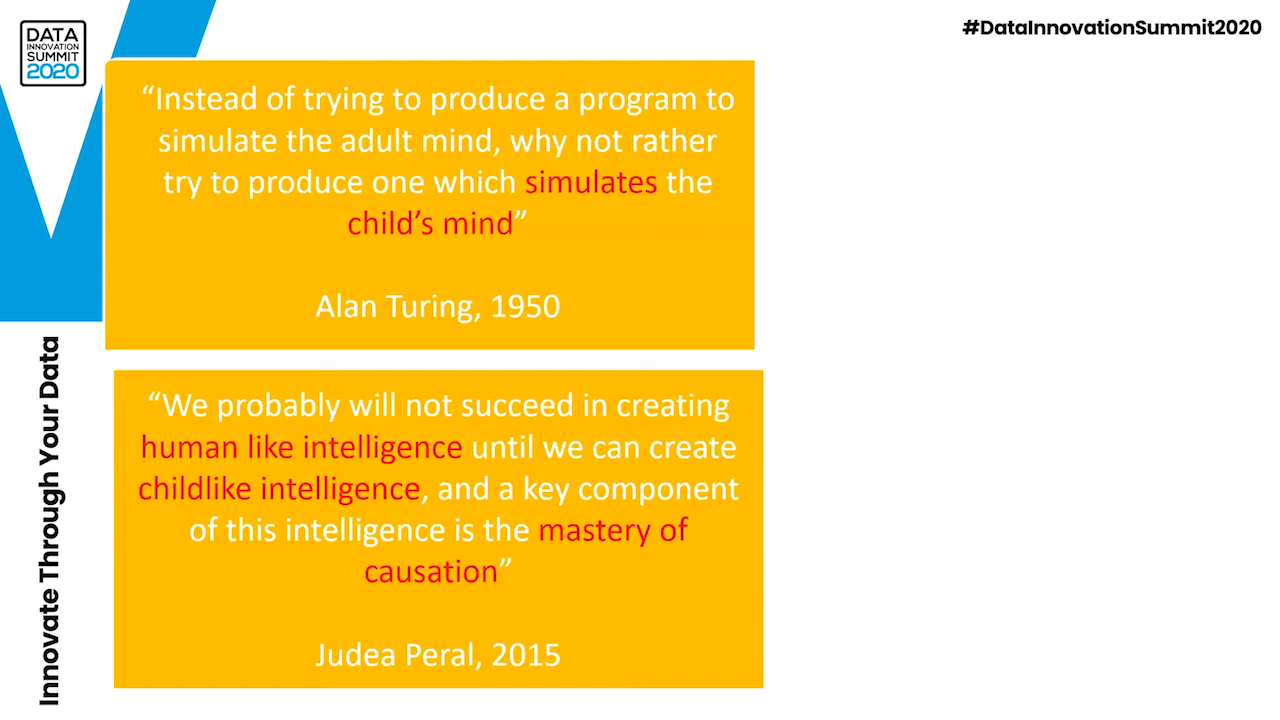 DATA
INNOVATION
SUMMIT
2020
#DataInnovationSummit2020
“Instead of trying to produce a program to
simulate the adult mind, why not rather
try to produce one which simulates the
child’s mind”
Alan Turing, 1950
“We probably will not succeed in creating
human like intelligence until we can create
childlike intelligence, and a key component
of this intelligence is the mastery of
causation”
Judea Peral, 2015
Innovate Through Your Data